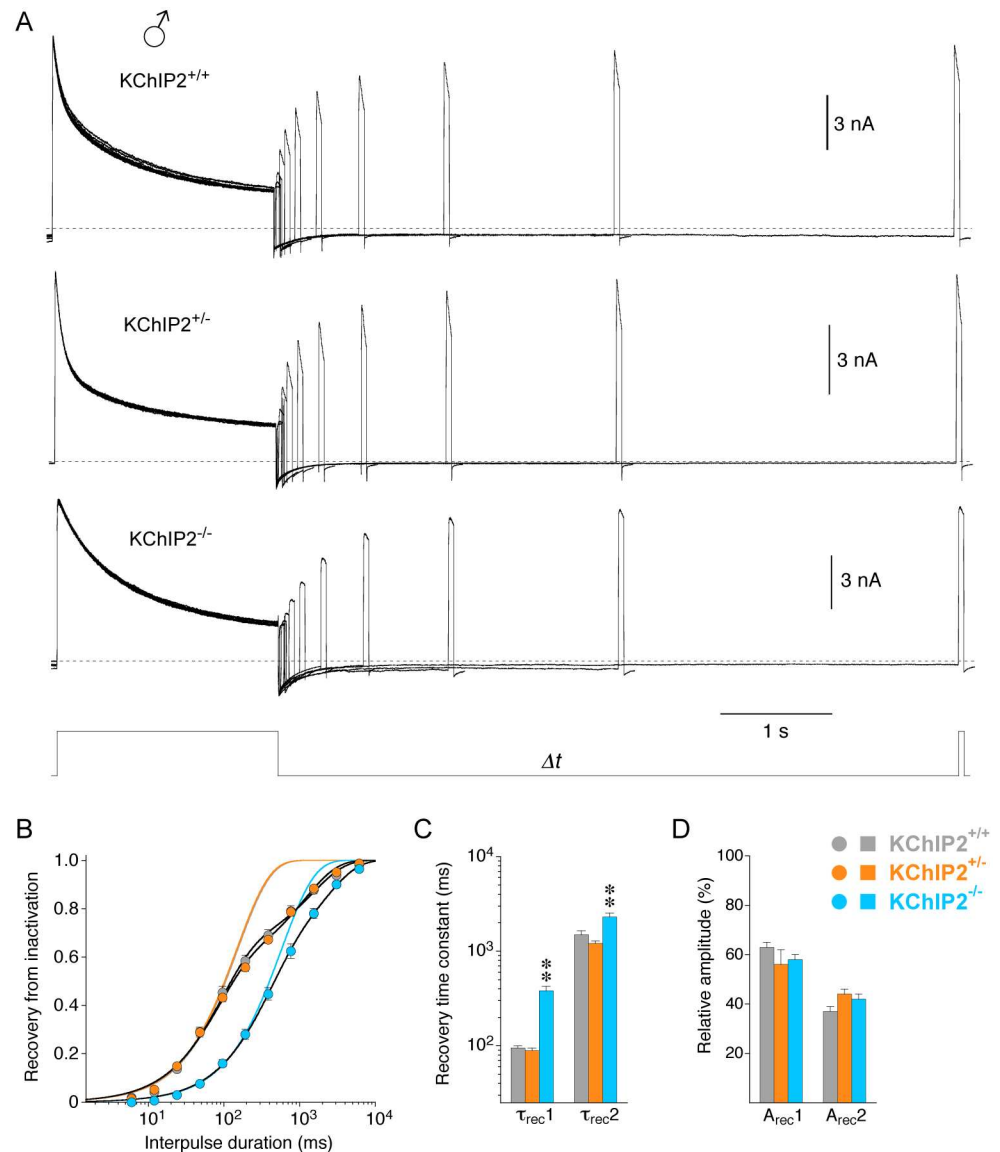 A
♂
KChIP2+/+
3 nA
KChIP2+/-
3 nA
KChIP2-/-
3 nA
1 s
Δt
B
Recovery from inactivation
1.0
0.8
0.6
0.4
0.2
0
10¹ 10² 10³ 10⁴
Interpulse duration (ms)
C
Recovery time constant (ms)
10⁴
10³
10²
**
**
τrec1 τrec2
D
Relative amplitude (%)
100
80
60
40
20
Arec1 Arec2
KChIP2+/+
KChIP2+/-
KChIP2-/-